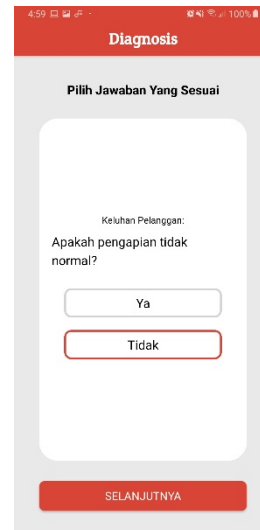 4:59 100%
Diagnosis
Pilih Jawaban Yang Sesuai
Keluhan Pelanggan:
Apakah pengapian tidak
normal?
Ya
Tidak
SELANJUTNYA